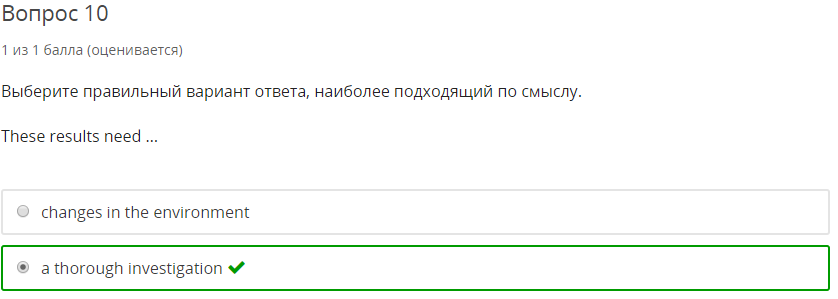 Вопрос 10
1 из 1 балла (оценивается)
Выберите правильный вариант ответа, наиболее подходящий по смыслу.
These results need ...
changes in the environment
a thorough investigation